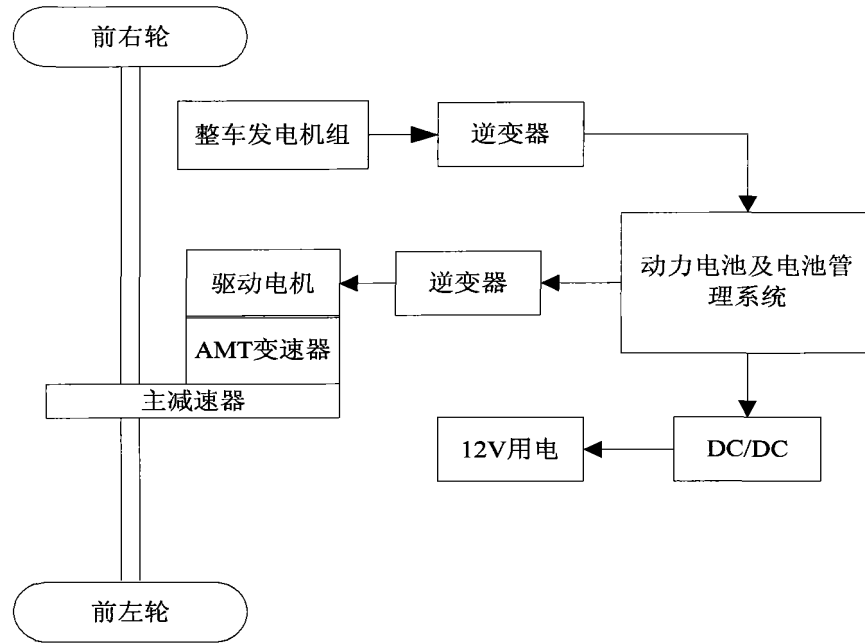 前右轮
整车发电机组
逆变器
动力电池及电池管
理系统
驱动电机
逆变器
AMT变速器
主减速器
12V用电
DC/DC
前左轮